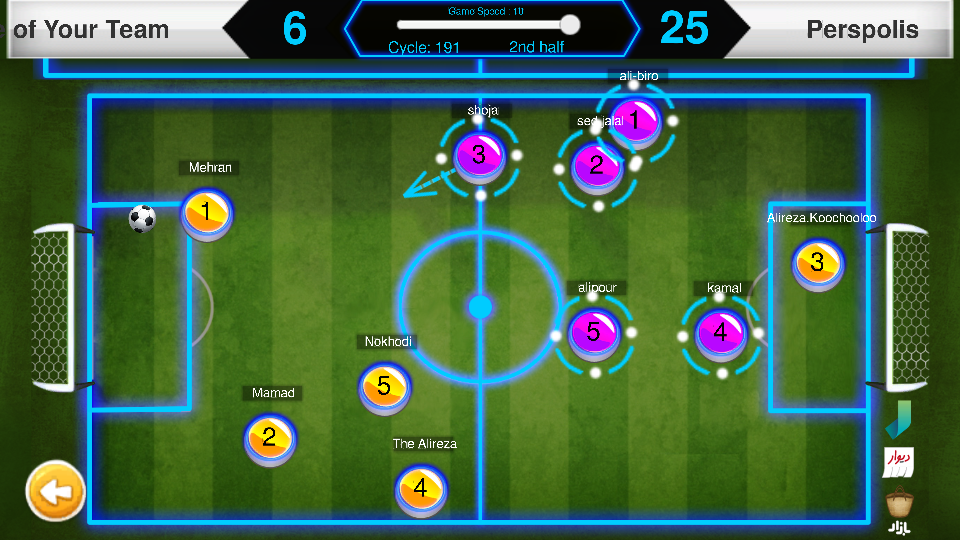 of Your Team
6
Game Speed : 10
Cycle: 191
2nd half
25
Perspolis
ali-biro
1
shoja
3
sed jalal
2
Mehran
1
Alireza.Koochooloo
3
alipour
5
kamal
4
Nokhodi
5
Mamad
2
The Alireza
4
دیوار
بازار